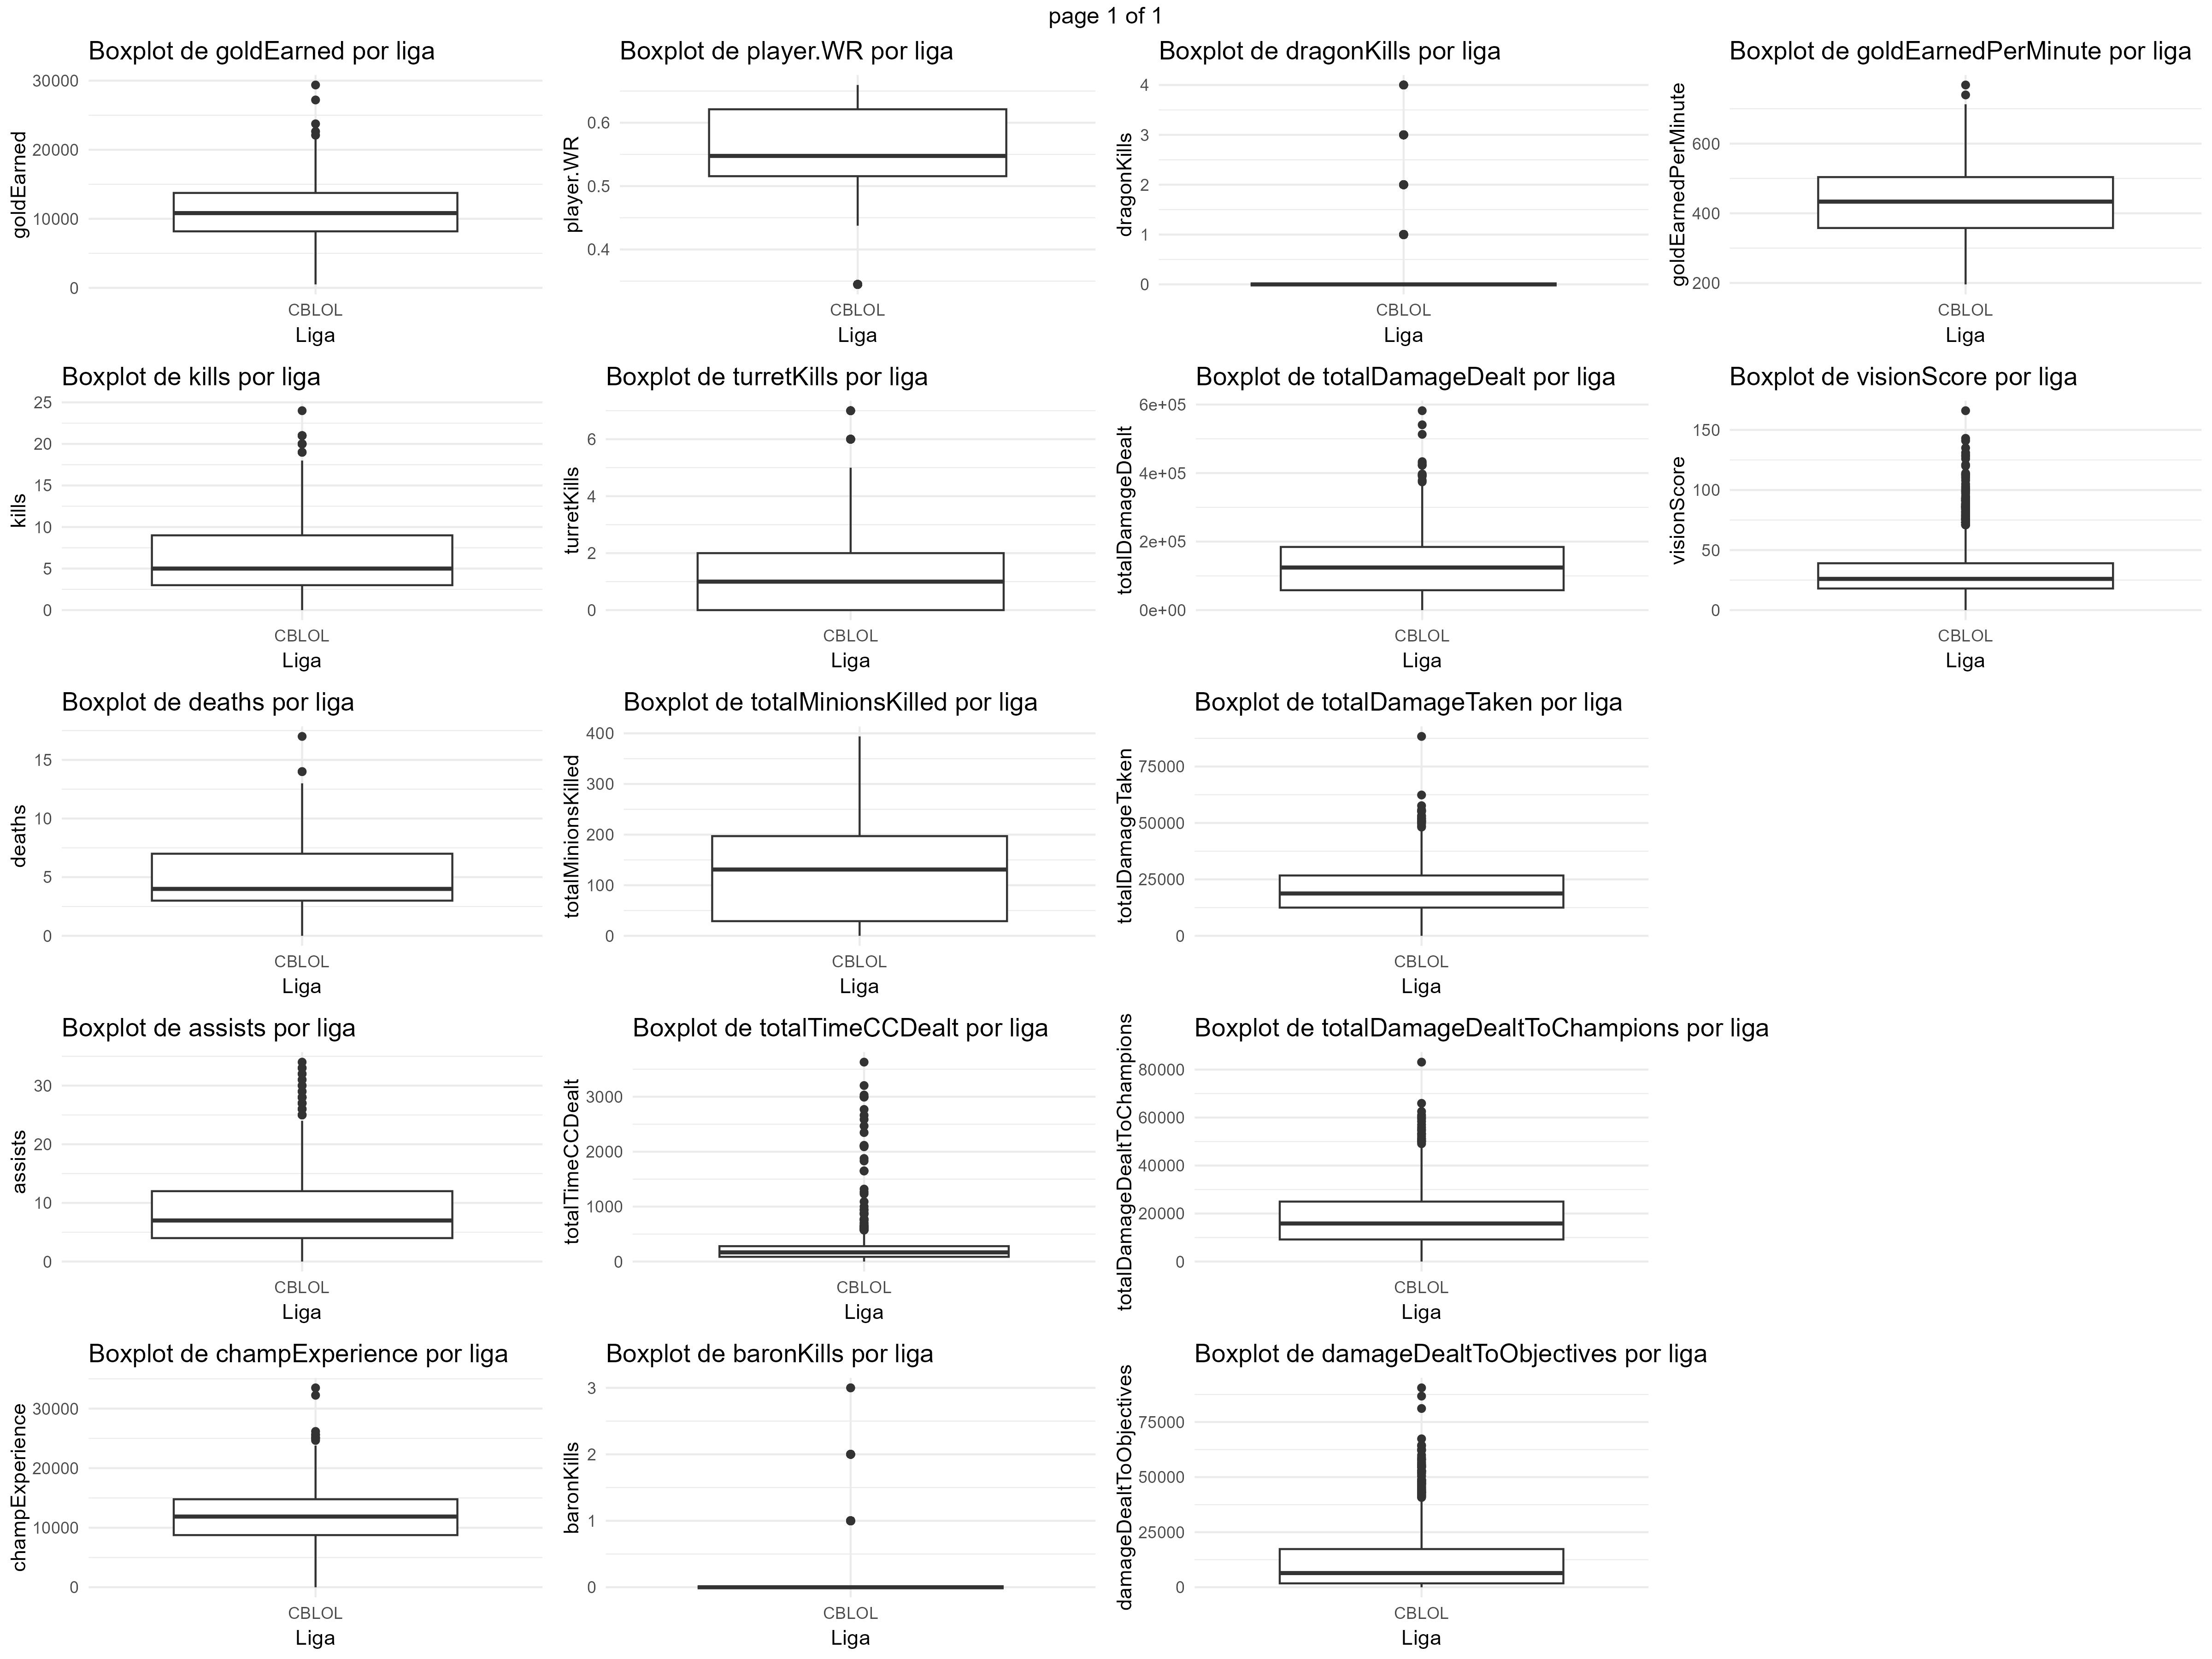 page 1 of 1
Boxplot de goldEarned por liga
goldEarned
30000
20000
10000
0
CBLOL
Liga
Boxplot de player.WR por liga
player.WR
0.6
0.5
0.4
CBLOL
Liga
Boxplot de dragonKills por liga
dragonKills
4
3
2
1
0
CBLOL
Liga
Boxplot de goldEarnedPerMinute por liga
goldEarnedPerMinute
600
400
200
CBLOL
Liga
Boxplot de kills por liga
kills
25
20
15
10
5
0
CBLOL
Liga
Boxplot de turretKills por liga
turretKills
6
4
2
0
CBLOL
Liga
Boxplot de totalDamageDealt por liga
totalDamageDealt
6e+05
4e+05
2e+05
0e+00
CBLOL
Liga
Boxplot de visionScore por liga
visionScore
150
100
50
0
CBLOL
Liga
Boxplot de deaths por liga
deaths
15
10
5
0
CBLOL
Liga
Boxplot de totalMinionsKilled por liga
totalMinionsKilled
400
300
200
100
0
CBLOL
Liga
Boxplot de totalDamageTaken por liga
totalDamageTaken
75000
50000
25000
0
CBLOL
Liga
Boxplot de assists por liga
assists
30
20
10
0
CBLOL
Liga
Boxplot de totalTimeCCDealt por liga
totalTimeCCDealt
3000
2000
1000
0
CBLOL
Liga
Boxplot de totalDamageDealtToChampions por liga
totalDamageDealtToChampions
80000
60000
40000
20000
0
CBLOL
Liga
Boxplot de champExperience por liga
champExperience
30000
20000
10000
0
CBLOL
Liga
Boxplot de baronKills por liga
baronKills
3
2
1
0
CBLOL
Liga
Boxplot de damageDealtToObjectives por liga
damageDealtToObjectives
75000
50000
25000
0
CBLOL
Liga